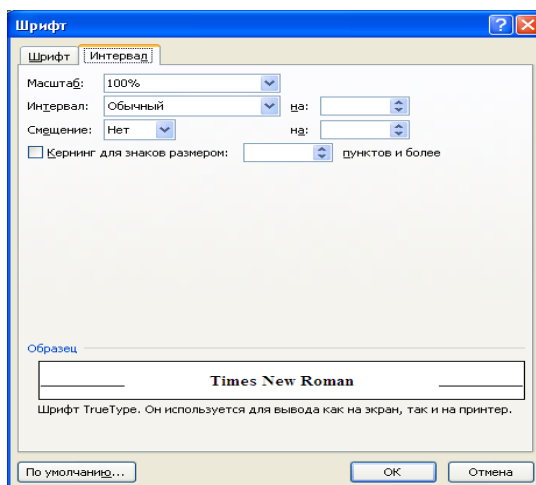 Шрифт
Шрифт Интервал
Масштаб: 100%
Интервал: Обычный на:
Смещение: Нет на:
Кернинг для знаков размером: пунктов и более
Образец
Times New Roman
Шрифт TrueType. Он используется для вывода как на экран, так и на принтер.
По умолчанию... ОК Отмена